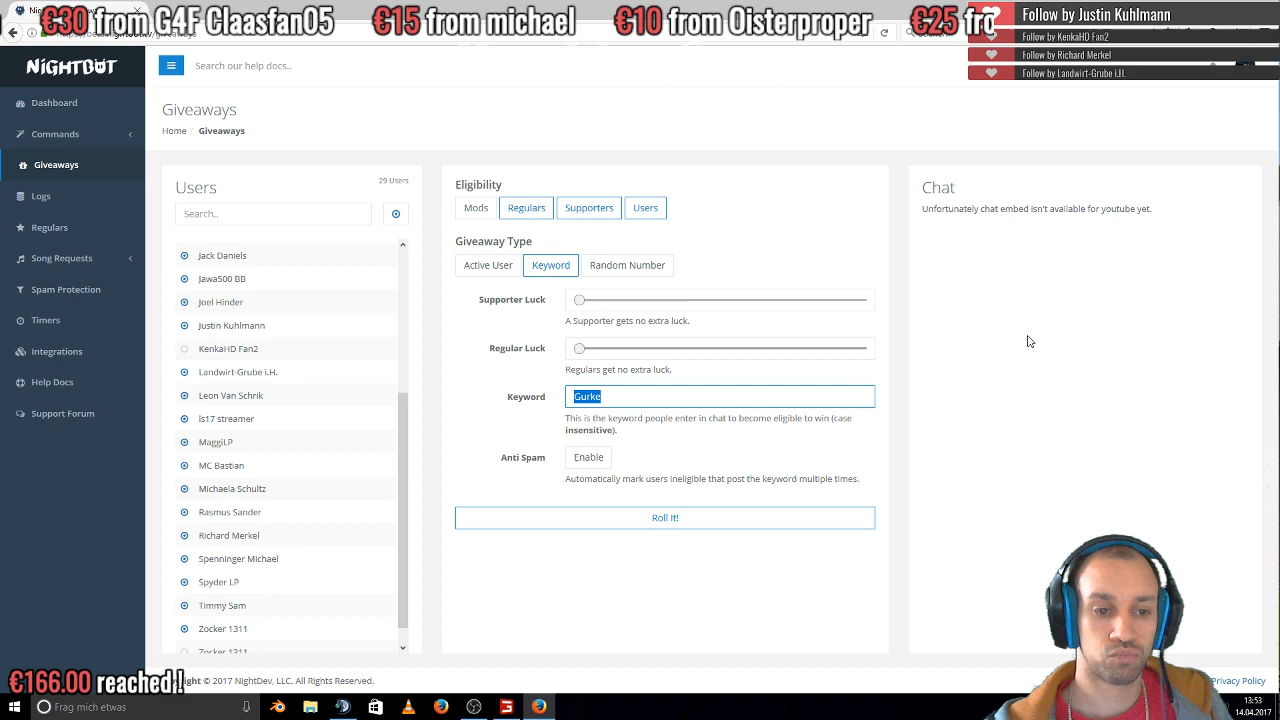 €30 from G4F Claasfan05 €15 from michael €10 from Oisterproper €25 fro
Follow by Justin Kuhlmann
Follow by KenkaHD Fan2
Follow by Richard Merkel
Follow by Landwirt-Grube i.H.
NIGHTBOT
Search our help docs..
Dashboard
Commands
Giveaways
Logs
Regulars
Song Requests
Spam Protection
Timers
Integrations
Help Docs
Support Forum
Giveaways
Home / Giveaways
Users
29 Users
Search..
Jack Daniels
Jawa500 BB
Joel Hinder
Justin Kuhlmann
KenkaHD Fan2
Landwirt-Grube i.H.
Leon Van Schrik
ls17 streamer
MaggiLP
MC Bastian
Michaela Schultz
Rasmus Sander
Richard Merkel
Spenninger Michael
Spyder LP
Timmy Sam
Zocker 1311
Zocker 1311
Eligibility
Mods Regulars Supporters Users
Giveaway Type
Active User Keyword Random Number
Supporter Luck
A Supporter gets no extra luck.
Regular Luck
Regulars get no extra luck.
Keyword Gurke
This is the keyword people enter in chat to become eligible to win (case
insensitive).
Anti Spam Enable
Automatically mark users ineligible that post the keyword multiple times.
Roll It!
Chat
Unfortunately chat embed isn't available for youtube yet.
€166.00 reached!
© 2017 NightDev, LLC. All Rights Reserved.
Privacy Policy
Frag mich etwas
13:53
14.04.2017